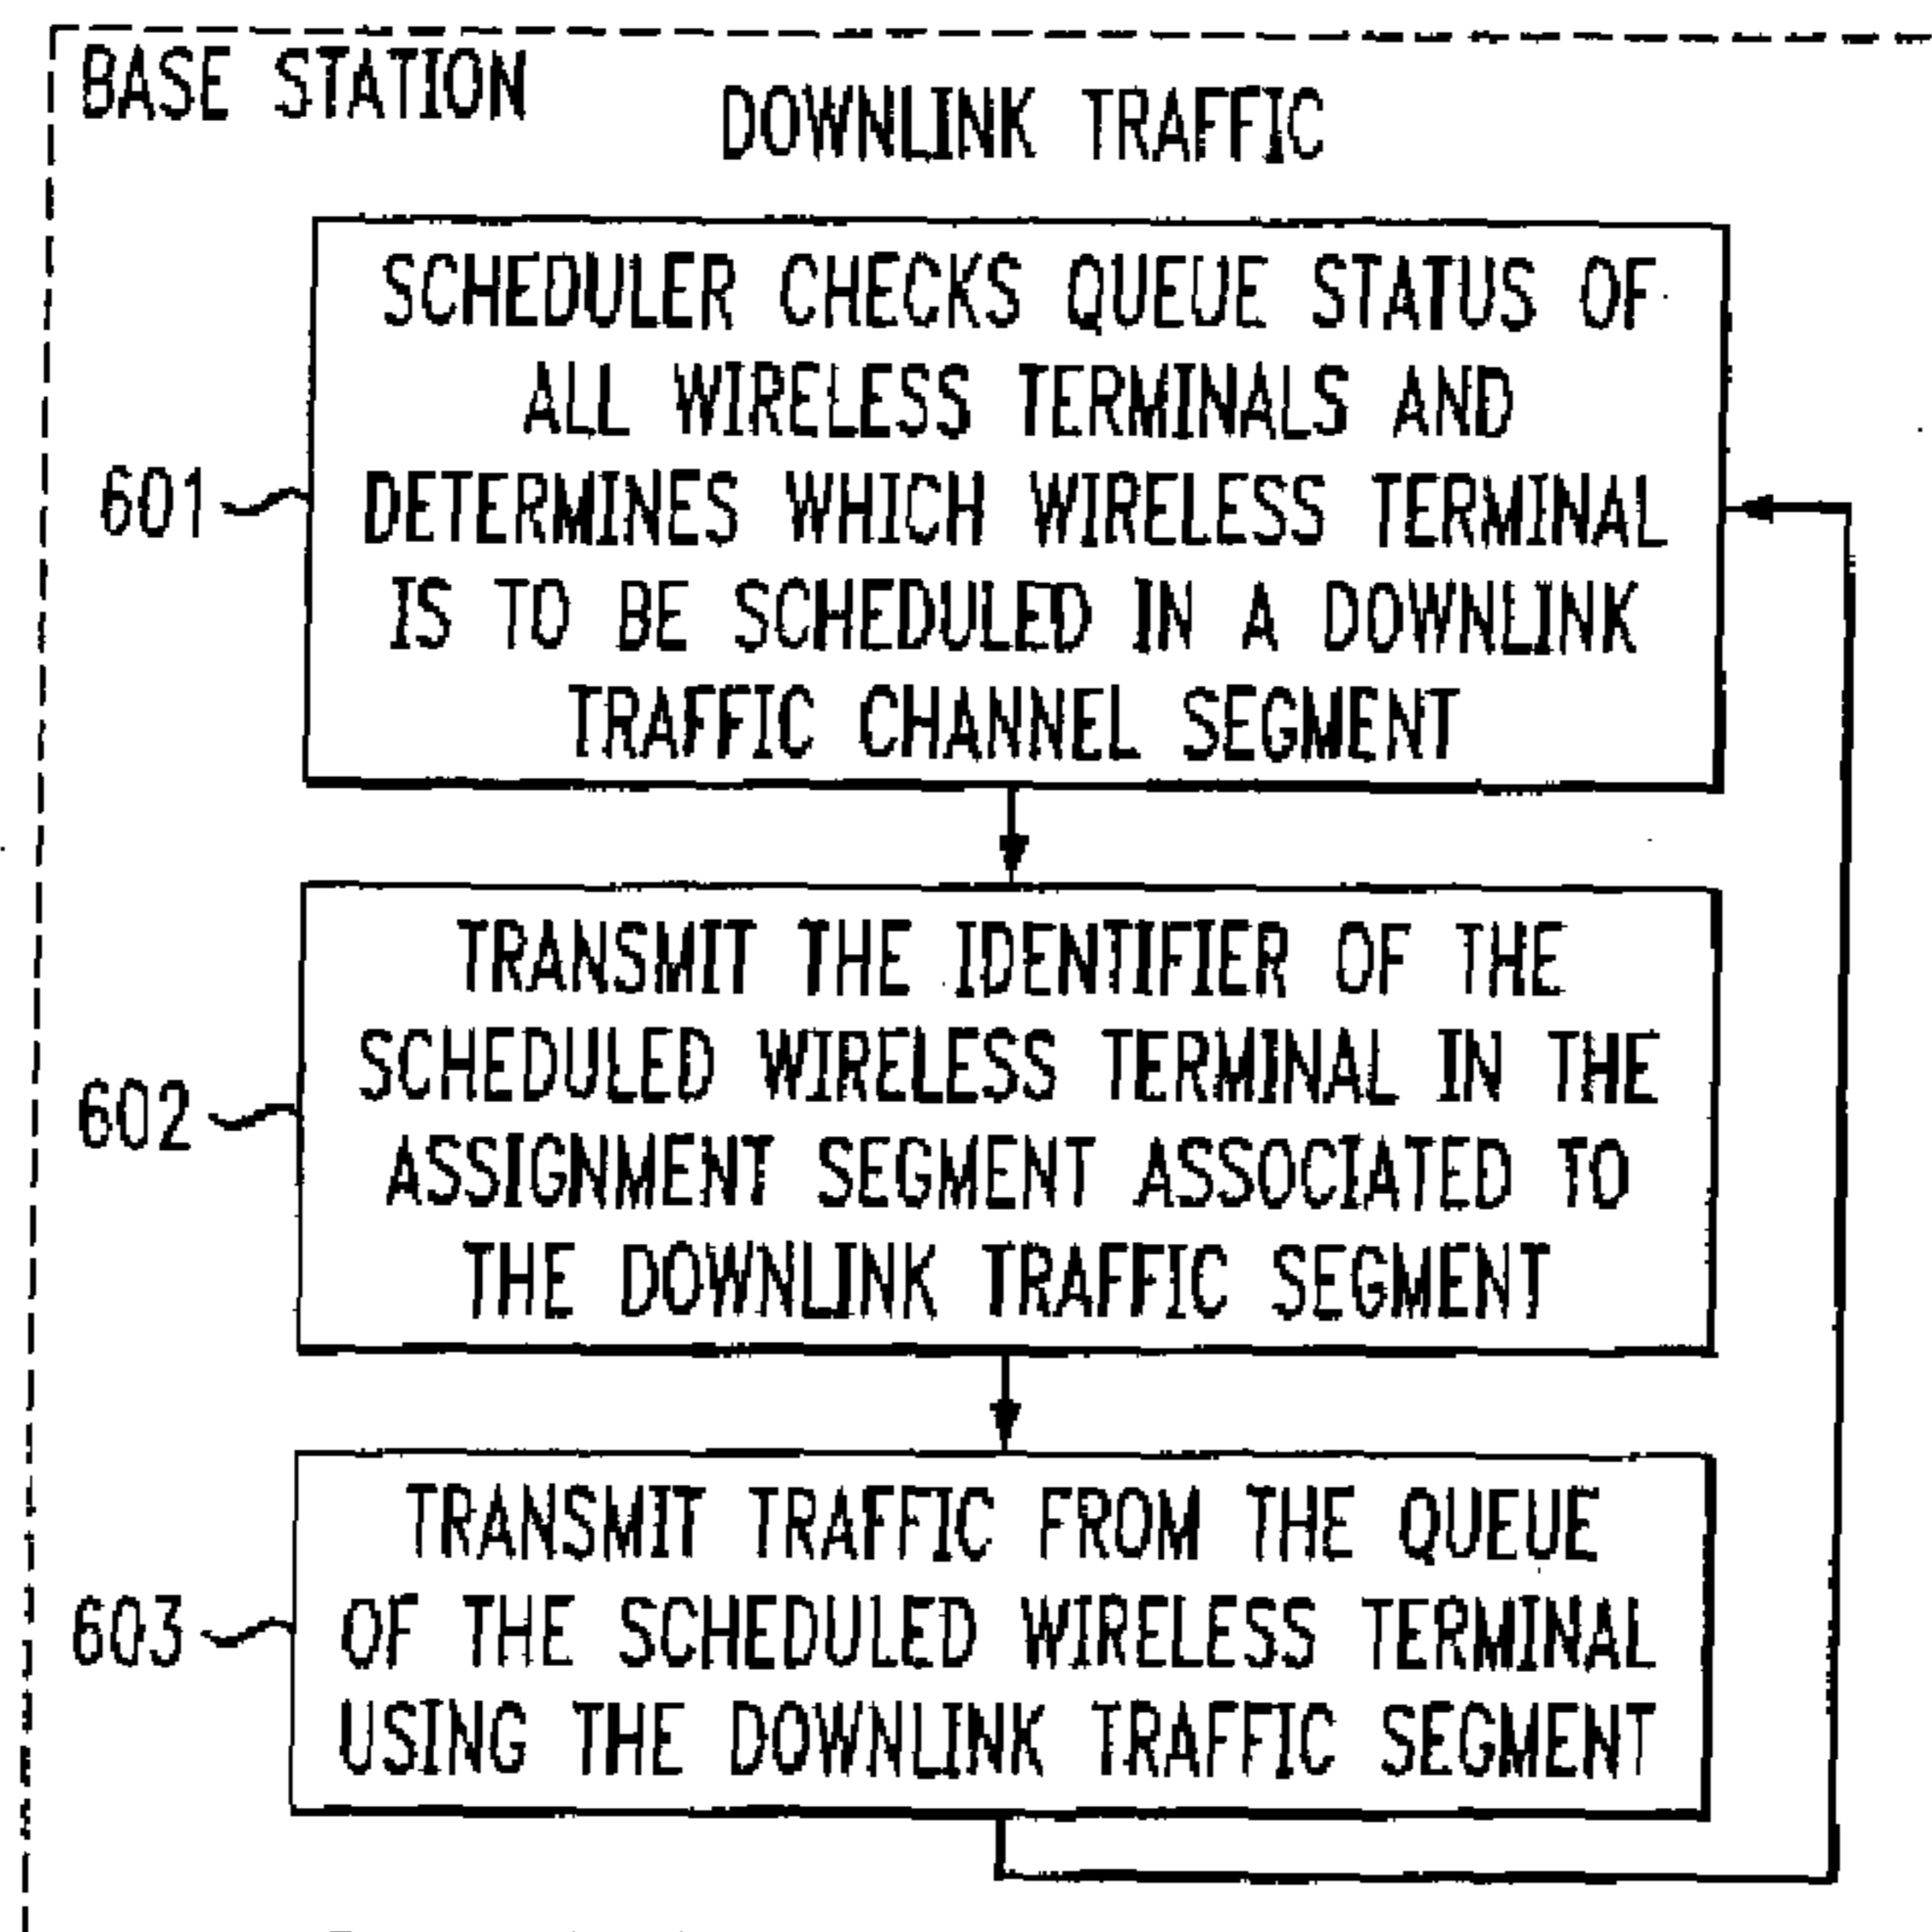 BASE STATION
DOWNLINK TRAFFIC
SCHEDULER CHECKS QUEUE STATUS OF
ALL WIRELESS TERMINALS AND
DETERMINES WHICH WIRELESS TERMINAL
IS TO BE SCHEDULED IN A DOWNLINK
TRAFFIC CHANNEL SEGMENT
601
TRANSMIT THE IDENTIFIER OF THE
SCHEDULED WIRELESS TERMINAL IN THE
ASSIGNMENT SEGMENT ASSOCIATED TO
THE DOWNLINK TRAFFIC SEGMENT
602
TRANSMIT TRAFFIC FROM THE QUEUE
OF THE SCHEDULED WIRELESS TERMINAL
USING THE DOWNLINK TRAFFIC SEGMENT
603